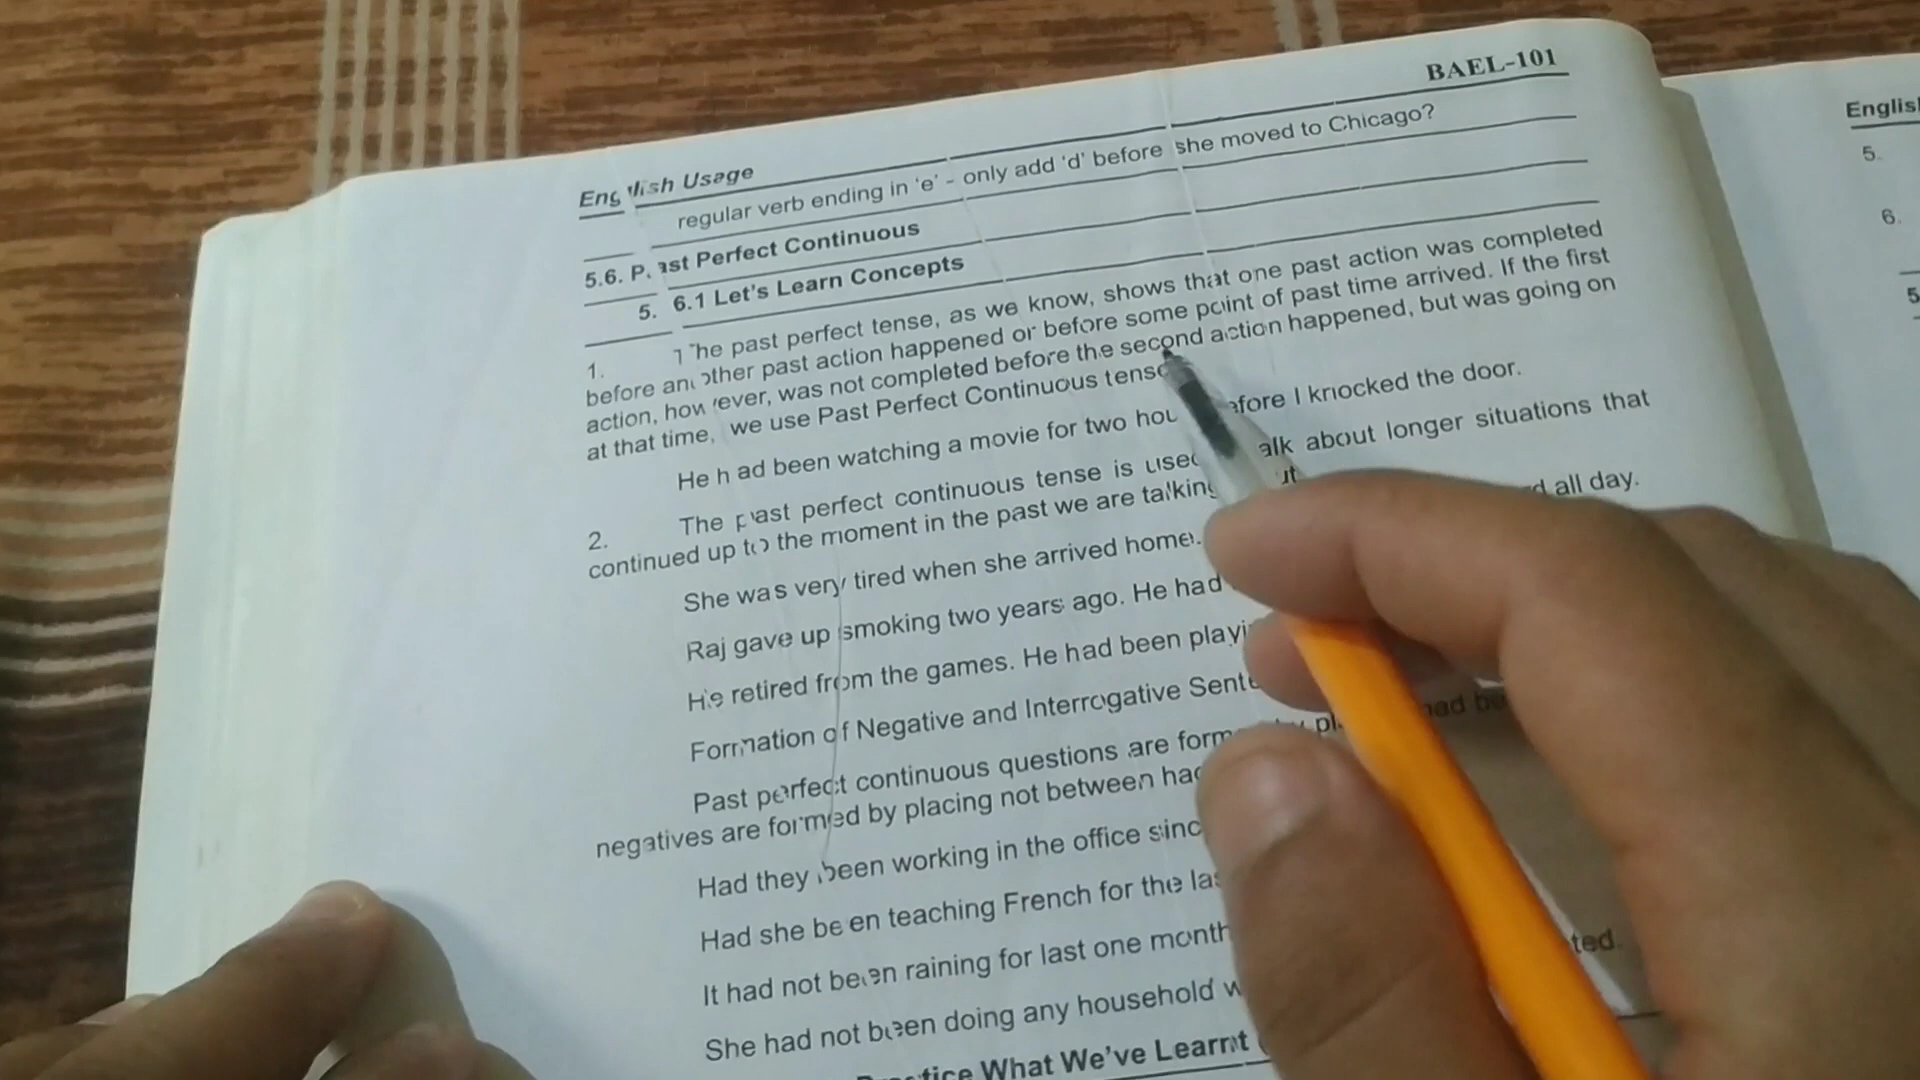 English Usage BAEL-101
regular verb ending in 'e' - only add 'd' before she moved to Chicago?
5.6. Past Perfect Continuous
5.6.1 Let's Learn Concepts
1. The past perfect tense, as we know, shows that one past action was completed
before another past action happened or before some point of past time arrived. If the first
action, however, was not completed before the second action happened, but was going on
at that time, we use Past Perfect Continuous tense
He had been watching a movie for two before I knocked the door.
2. The past perfect continuous tense is used talk about longer situations that
continued up to the moment in the past we are talking
She was very tired when she arrived home. all day.
Raj gave up smoking two years ago. He had
He retired from the games. He had been
Formation of Negative and Interrogative
Past perfect continuous questions are had
negatives are formed by placing not between
Had they been working in the office
Had she been teaching French for the
It had not been raining for last one month
She had not been doing any household
What We've Learnt
English
5.
6.